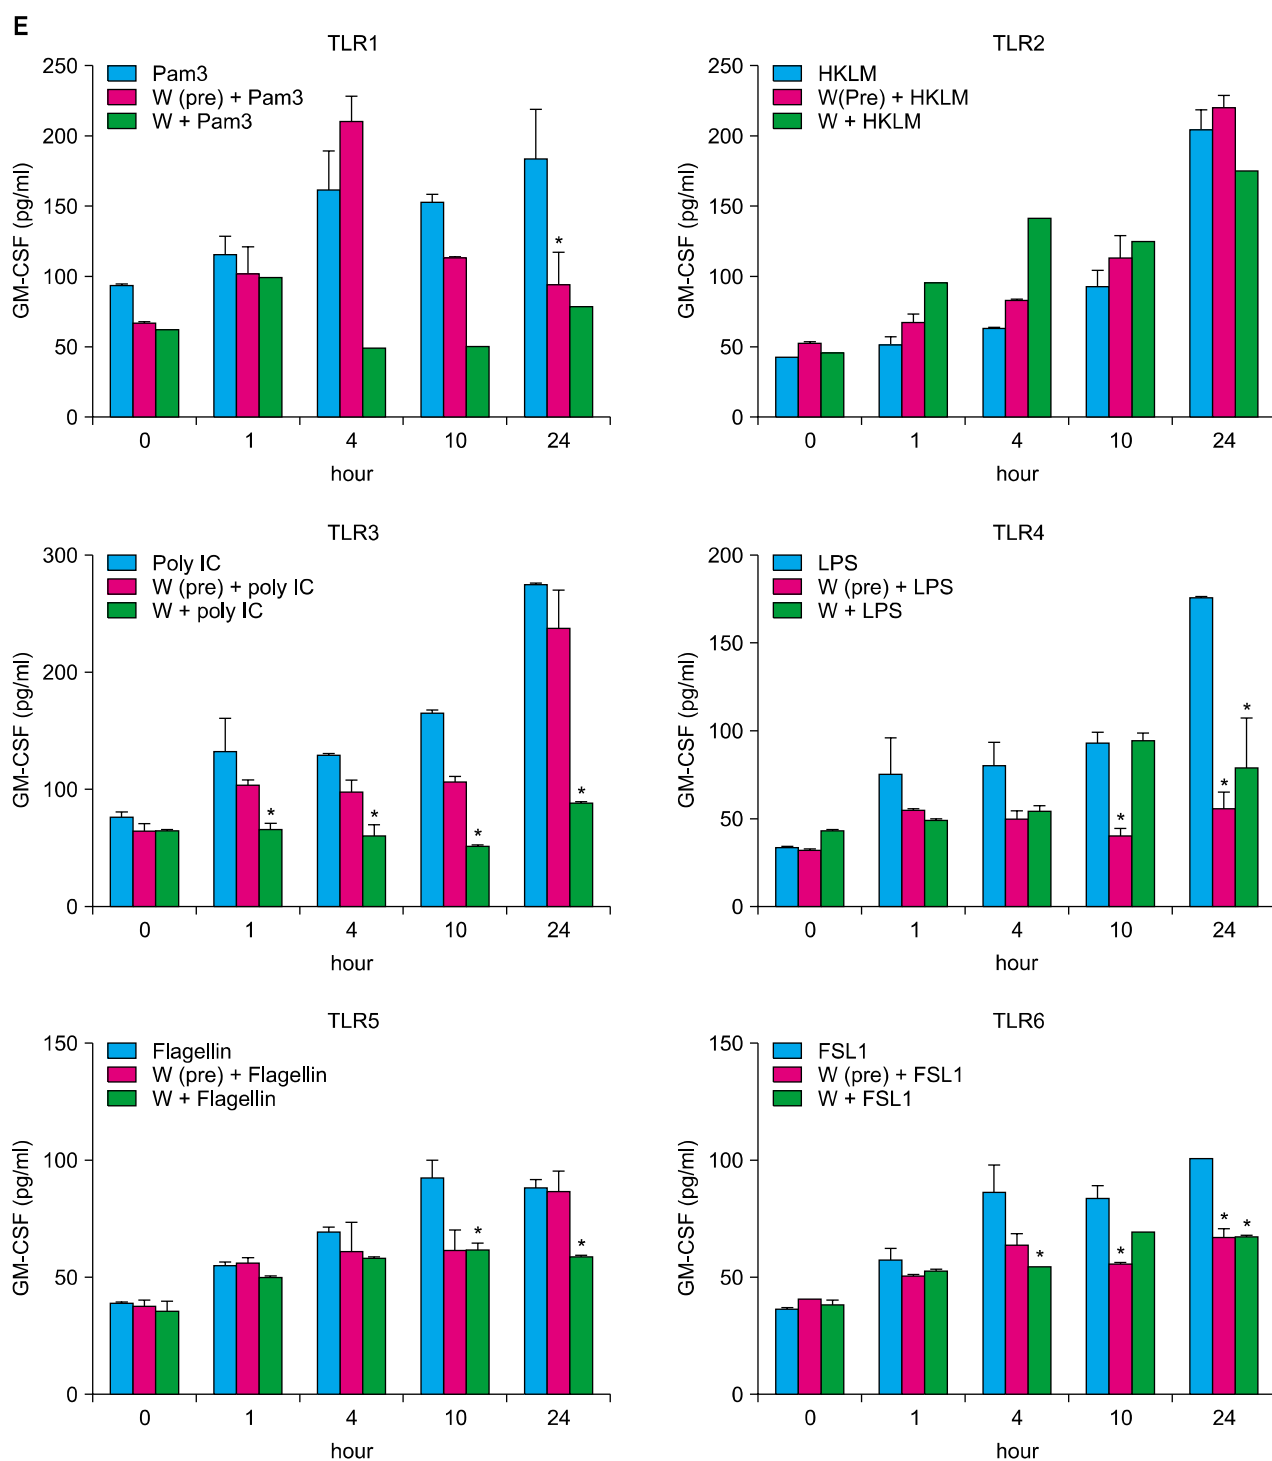 E
TLR1
Pam3
W (pre) + Pam3
W + Pam3
GM-CSF (pg/ml)
250
200
150
100
50
0
*
0 1 4 10 24
hour
TLR2
HKLM
W(Pre) + HKLM
W + HKLM
GM-CSF (pg/ml)
250
200
150
100
50
0
0 1 4 10 24
hour
TLR3
Poly IC
W (pre) + poly IC
W + poly IC
GM-CSF (pg/ml)
300
200
100
0
* * * *
0 1 4 10 24
hour
TLR4
LPS
W (pre) + LPS
W + LPS
GM-CSF (pg/ml)
200
150
100
50
0
* * *
0 1 4 10 24
hour
TLR5
Flagellin
W (pre) + Flagellin
W + Flagellin
GM-CSF (pg/ml)
150
100
50
0
* *
0 1 4 10 24
hour
TLR6
FSL1
W (pre) + FSL1
W + FSL1
GM-CSF (pg/ml)
150
100
50
0
* * * *
0 1 4 10 24
hour